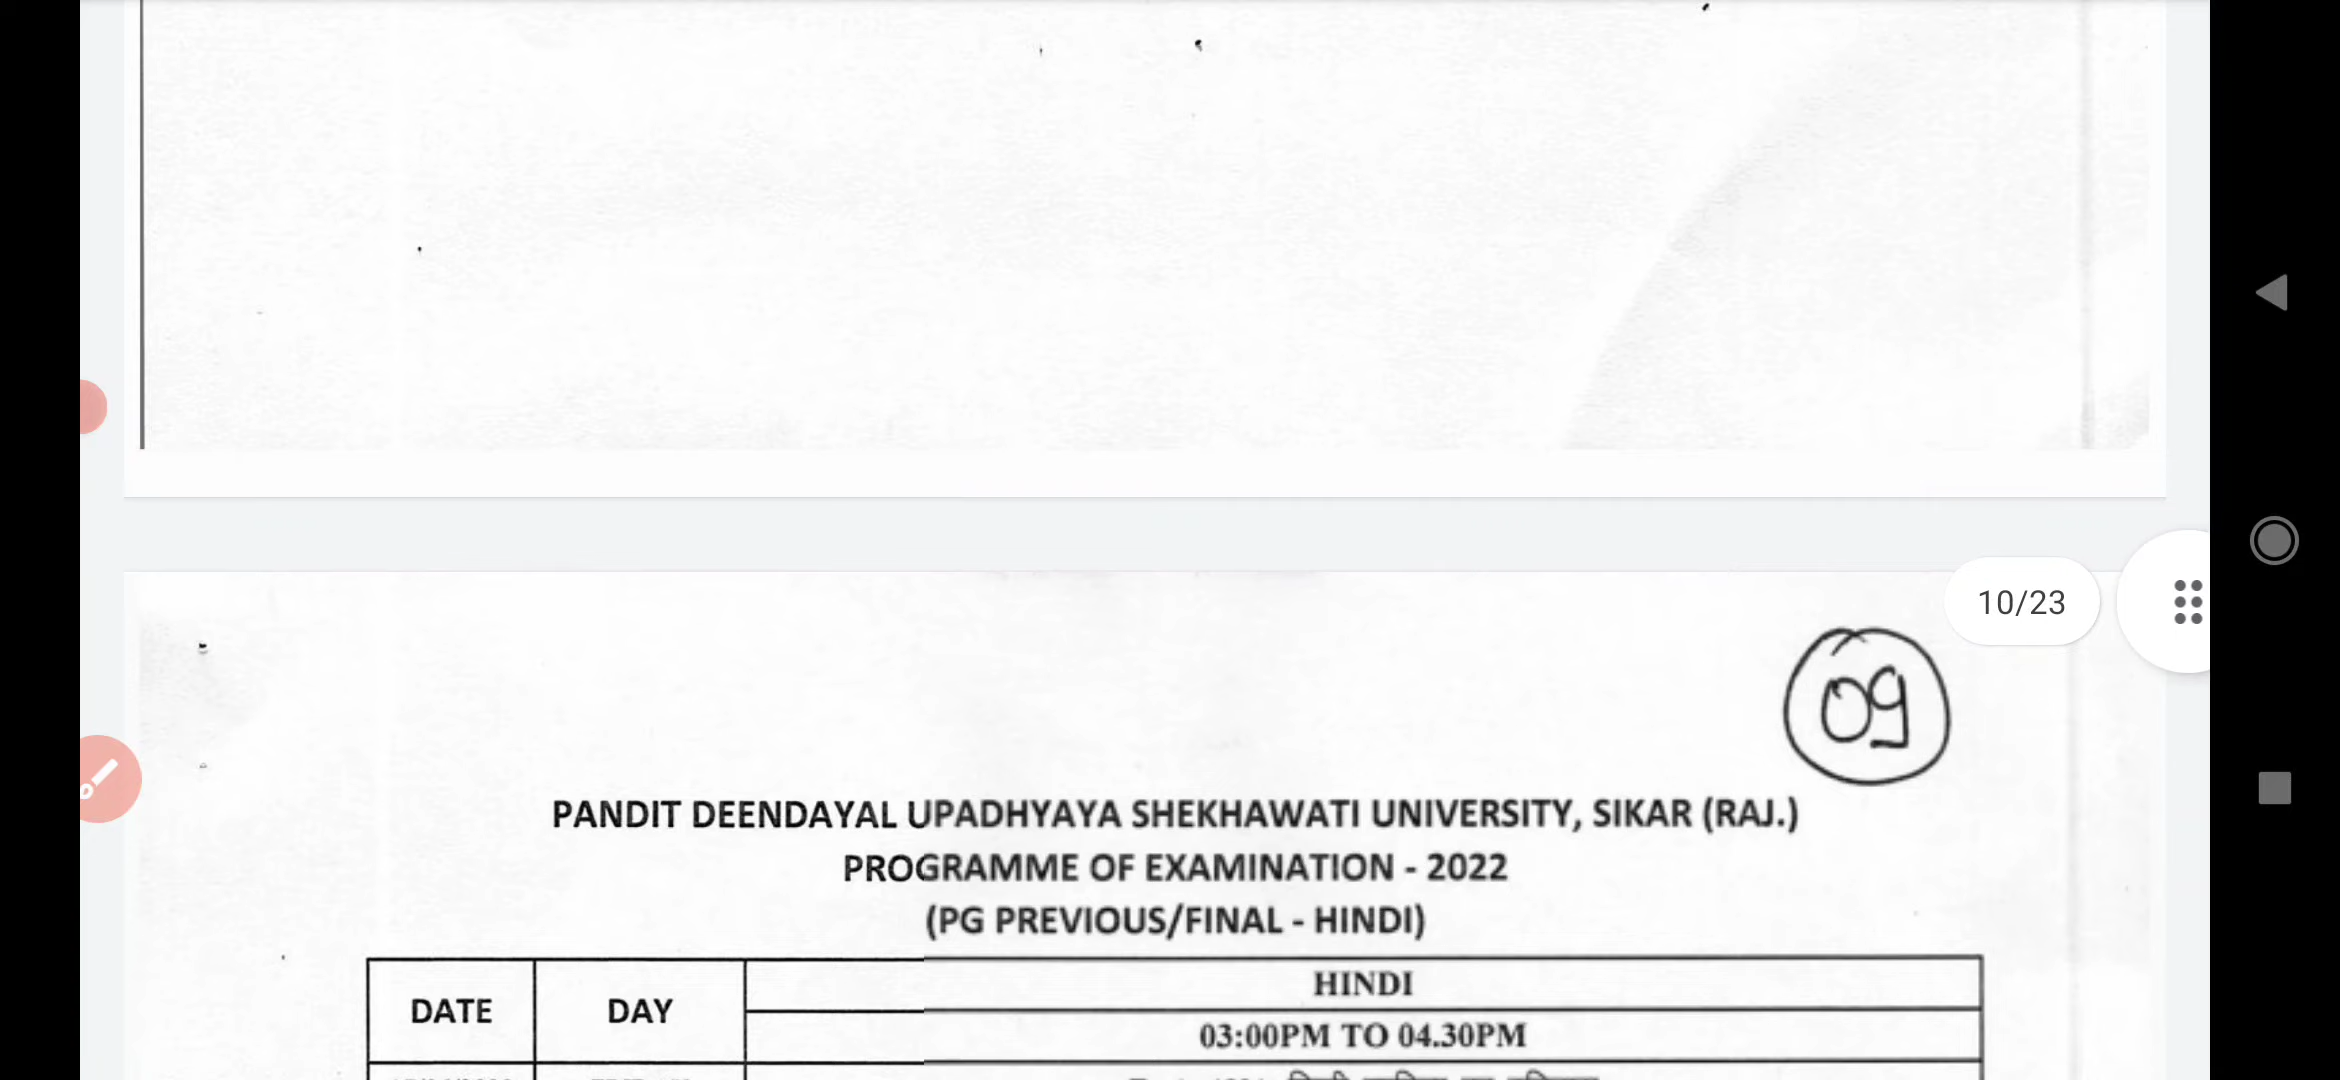 10/23
09
PANDIT DEENDAYAL UPADHYAYA SHEKHAWATI UNIVERSITY, SIKAR (RAJ.)
PROGRAMME OF EXAMINATION - 2022
(PG PREVIOUS/FINAL - HINDI)
HINDI
DATE DAY
03:00PM TO 04.30PM